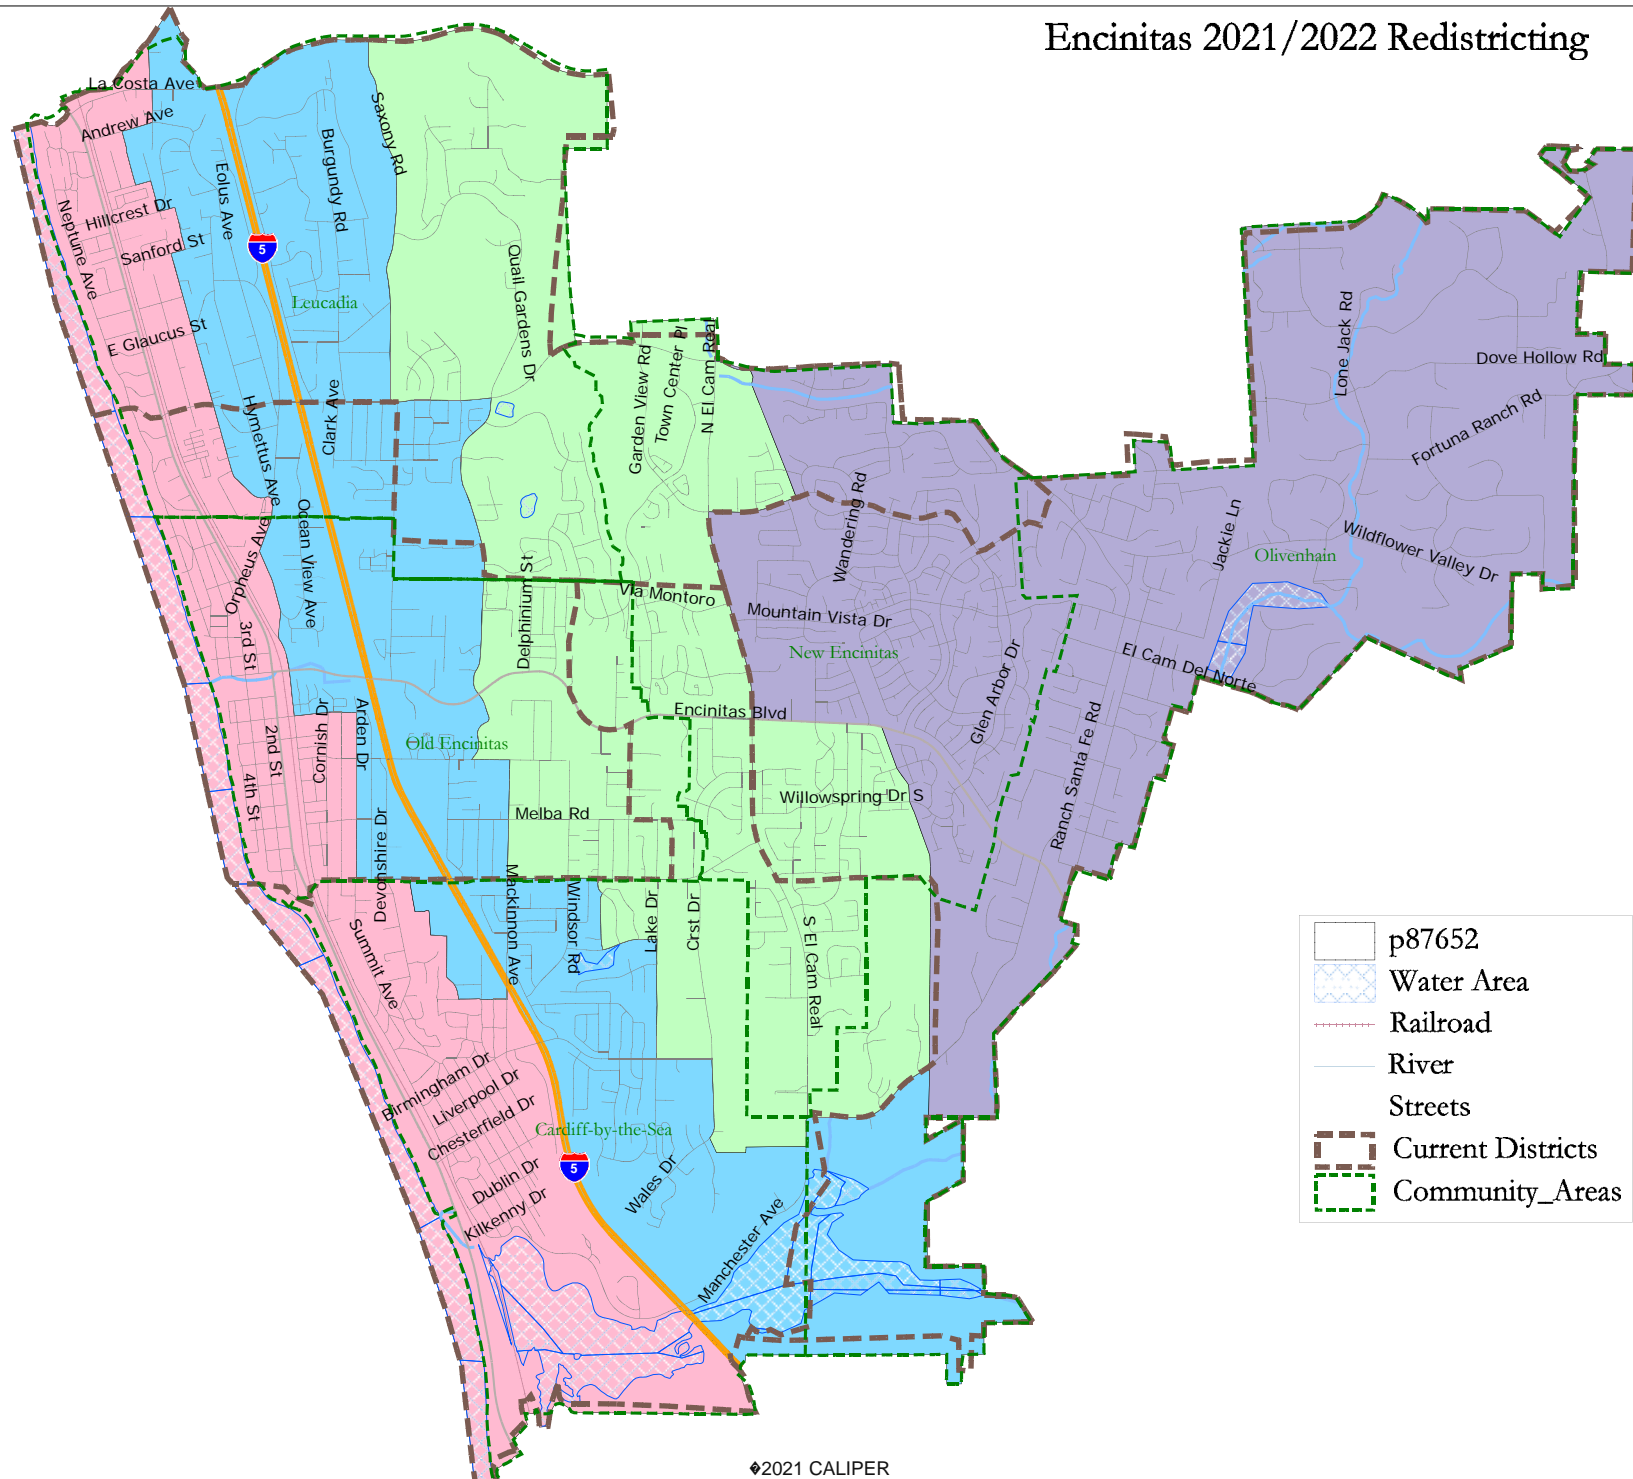 Encinitas 2021/2022 Redistricting
La Costa Ave
Andrew Ave
Saxony Rd
Burgundy Rd
Eolus Ave
Neptune Ave
Hillcrest Dr
Sanford St
5
Leucadia
Quail Gardens Dr
E Glaucus St
Garden View Rd
Town Center Pl
N El Cam Real
Lone Jack Rd
Dove Hollow Rd
Fortuna Ranch Rd
Clark Ave
Hymettus Ave
Ocean View Ave
Orpheus Ave
Wandering Rd
Jackie Ln
Wildflower Valley Dr
Olivenhain
Delphinium St
Via Montoro
Mountain Vista Dr
New Encinitas
3rd St
El Cam Del Norte
Glen Arbor Dr
Encinitas Blvd
Ranch Santa Fe Rd
2nd St
Cornish Dr
Arden Dr
Old Encinitas
4th St
Willowspring Dr S
Melba Rd
Devonshire Dr
Mackinnon Ave
Windsor Rd
Lake Dr
Crst Dr
S El Cam Real
Summit Ave
Birmingham Dr
Liverpool Dr
Chesterfield Dr
Cardiff-by-the-Sea
5
Dublin Dr
Kilkenny Dr
Wales Dr
Manchester Ave
p87652
Water Area
Railroad
River
Streets
Current Districts
Community_Areas
�2021 CALIPER